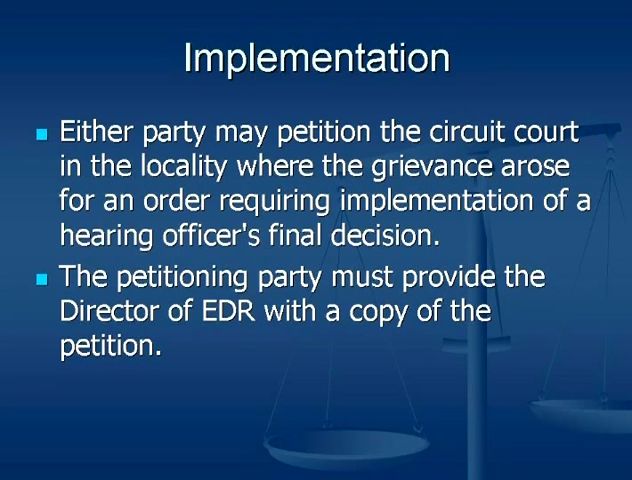 Implementation
Either party may petition the circuit court
in the locality where the grievance arose
for an order requiring implementation of a
hearing officer's final decision.
The petitioning party must provide the
Director of EDR with a copy of the
petition.